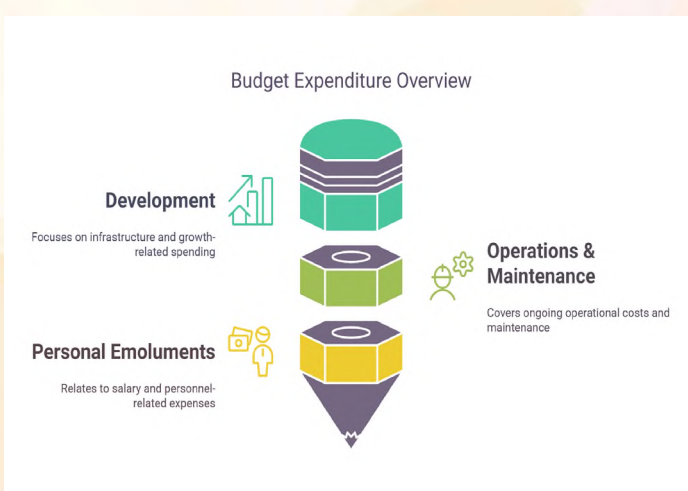 Budget Expenditure Overview
Development
Focuses on infrastructure and growth-
related spending
Operations &
Maintenance
Covers ongoing operational costs and
maintenance
Personal Emoluments
Relates to salary and personnel-
related expenses